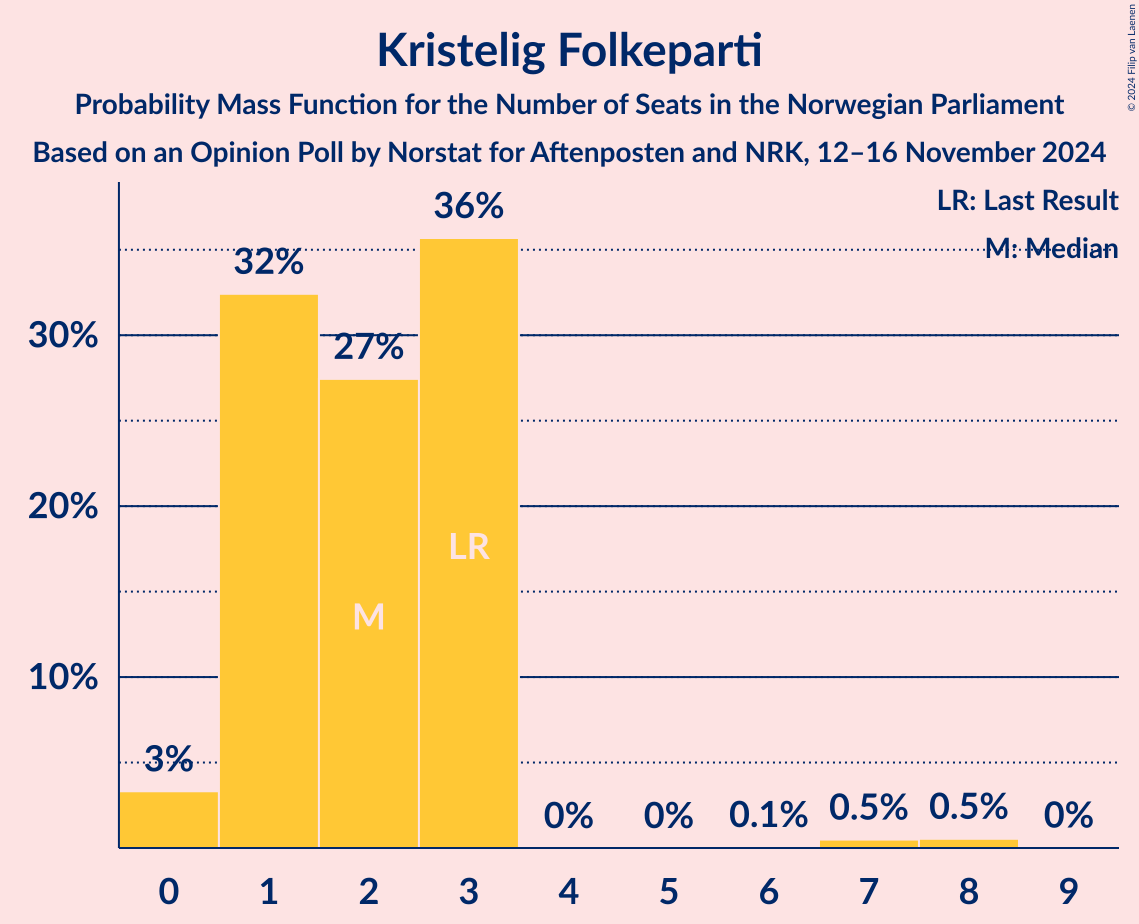 Kristelig Folkeparti
Probability Mass Function for the Number of Seats in the Norwegian Parliament
Based on an Opinion Poll by Norstat for Aftenposten and NRK, 12–16 November 2024
© 2024 Filip van Laenen
LR: Last Result
M: Median
36%
32%
27%
30%
20%
10%
LR
M
3%
0%
0%
0.1%
0.5%
0.5%
0%
0 1 2 3 4 5 6 7 8 9